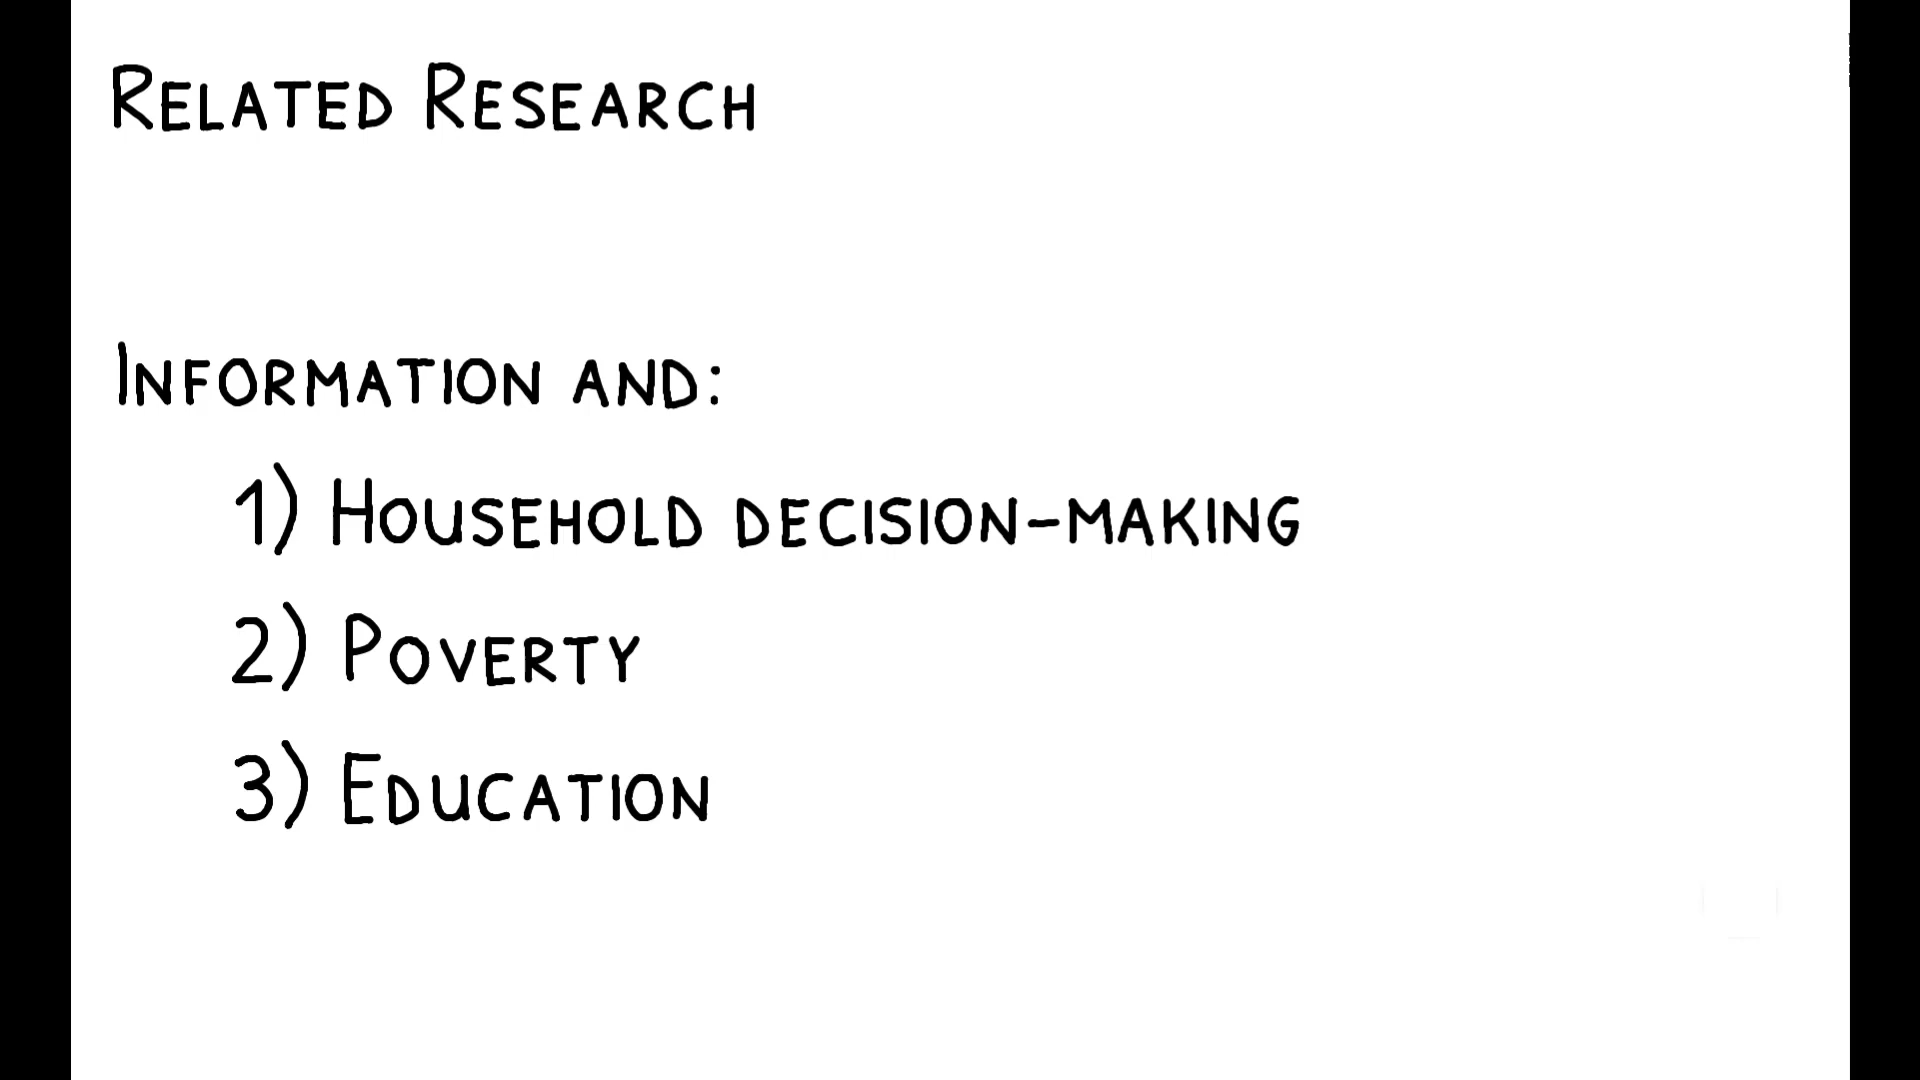 Related Research
Information and:
1) Household decision-making
2) Poverty
3) Education